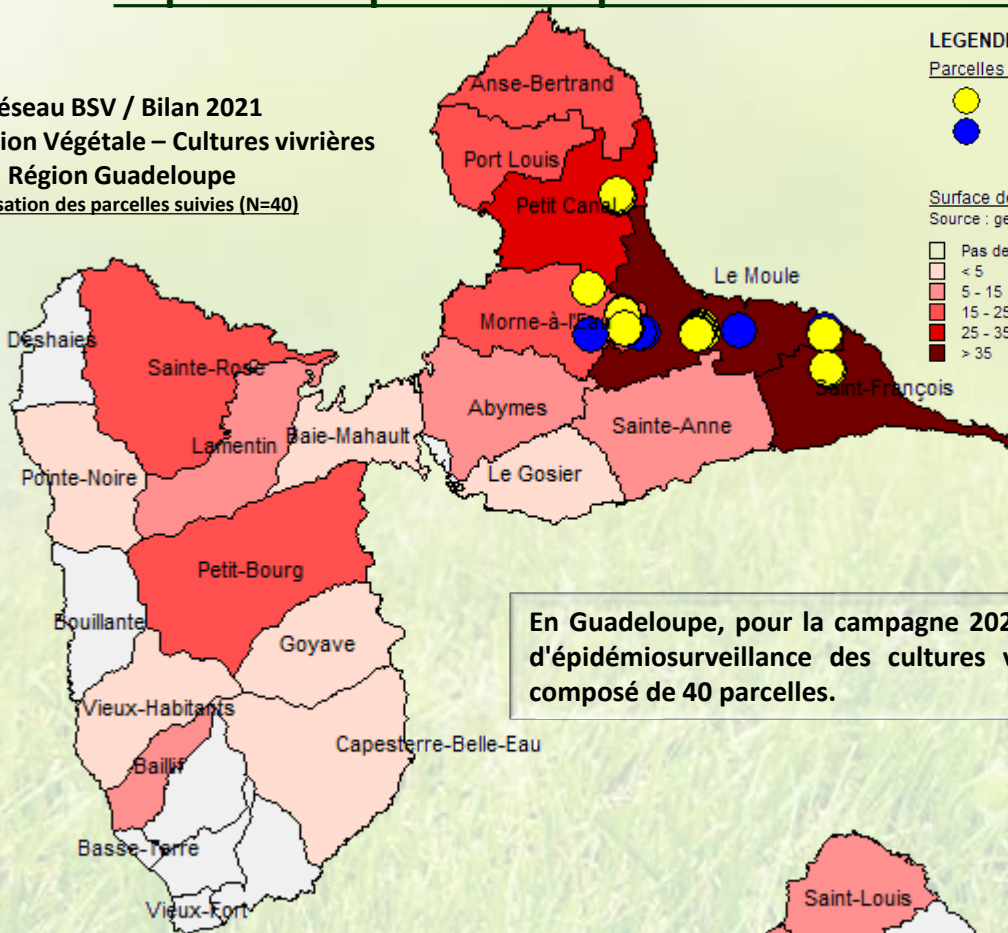 éseau BSV / Bilan 2021
ion Végétale – Cultures vivrières
Région Guadeloupe
sation des parcelles suivies (N=40)
LEGEND
Parcelles
Surface de
Source : ge
Pas de
< 5
5 - 15
15 - 25
25 - 35
> 35
Anse-Bertrand
Port Louis
Petit Canal
Le Moule
Morne-à-l'Eau
Saint-François
Abymes
Sainte-Anne
Le Gosier
Deshaies
Sainte-Rose
Lamentin
Baie-Mahault
Pointe-Noire
Petit-Bourg
Bouillante
Goyave
Vieux-Habitants
Capesterre-Belle-Eau
Baillif
Basse-Terre
Vieux-Fort
Saint-Louis
En Guadeloupe, pour la campagne 202
d'épidémiosurveillance des cultures v
composé de 40 parcelles.